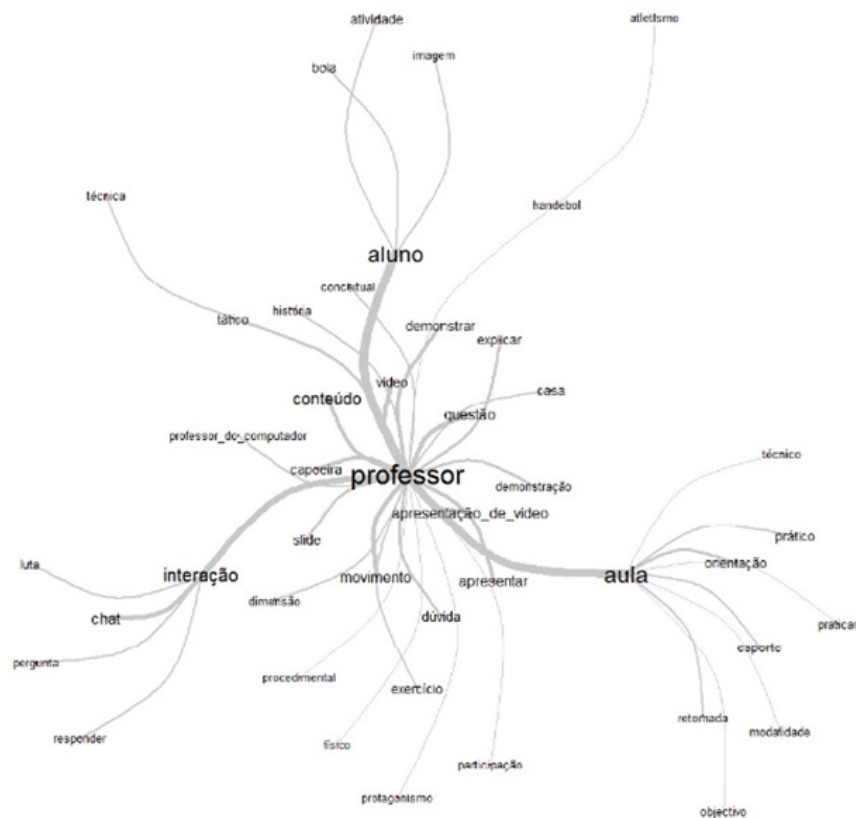 atividade
atletismo
bola
imagem
técnica
handebol
aluno
conceitual
história
tático
demonstrar
explicar
vídeo
conteúdo
casa
questão
professor_do_computador
capoeira
professor
técnico
demonstração
apresentação_de_vídeo
slide
prático
orientação
luta
interação
movimento
apresentar
aula
dimensão
chat
dúvida
praticar
esporte
pergunta
procedimental
exercício
retomada
modalidade
responder
físico
participação
protagonismo
objectivo